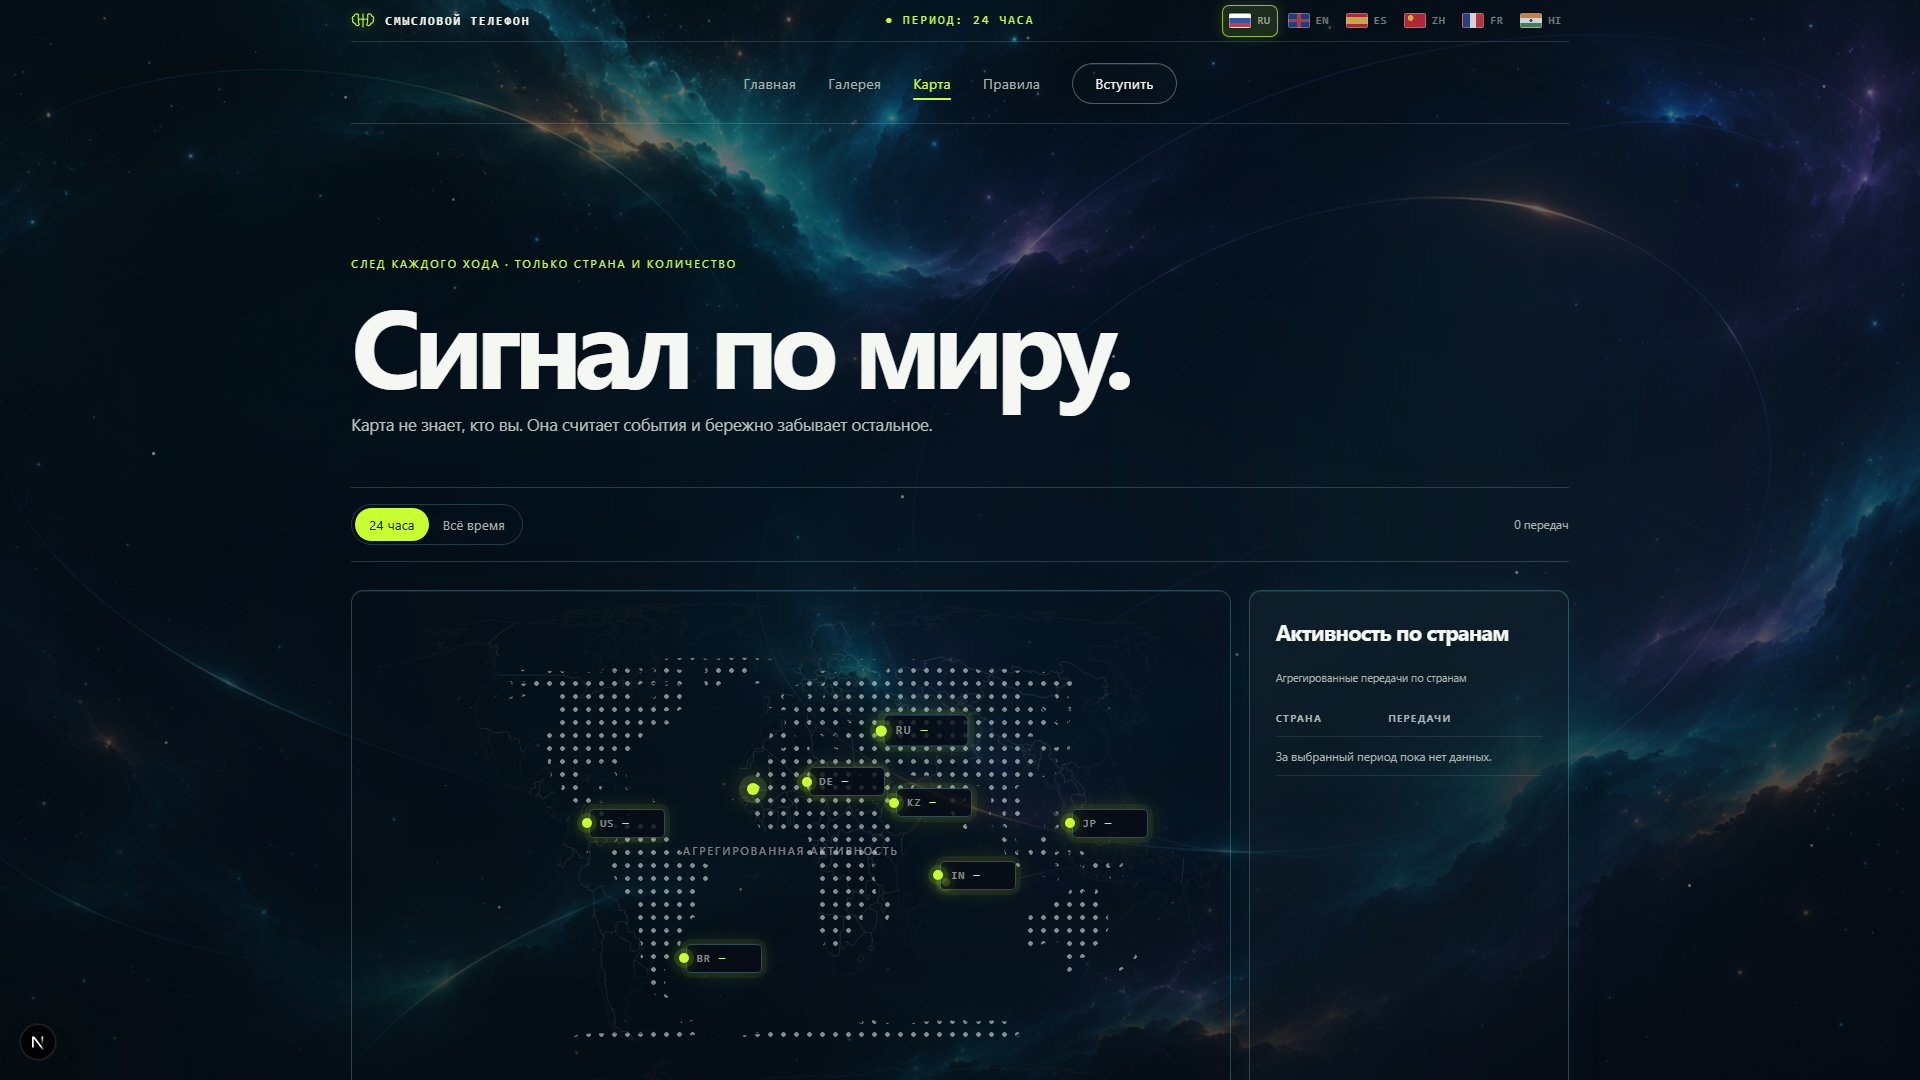 СМЫСЛОВОЙ ТЕЛЕФОН
ПЕРИОД: 24 ЧАСА
RU
EN
ES
ZH
FR
HI
Главная
Галерея
Карта
Правила
Вступить
СЛЕД КАЖДОГО ХОДА · ТОЛЬКО СТРАНА И КОЛИЧЕСТВО
Сигнал по миру.
Карта не знает, кто вы. Она считает события и бережно забывает остальное.
24 часа
Всё время
0 передач
RU –
DE –
KZ –
US –
JP –
АГРЕГИРОВАННАЯ АКТИВНОСТЬ
IN –
BR –
Активность по странам
Агрегированные передачи по странам
СТРАНА
ПЕРЕДАЧИ
За выбранный период пока нет данных.
N